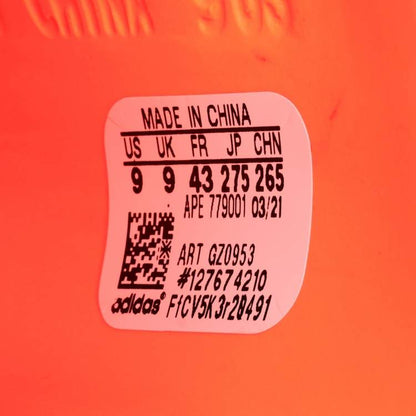 MADE IN CHINA
US UK FR JP CHN
9 9 43 275 265
APE 779001 03/21
ART GZ0953
#127674210
adidas® FfCV5K3r20491